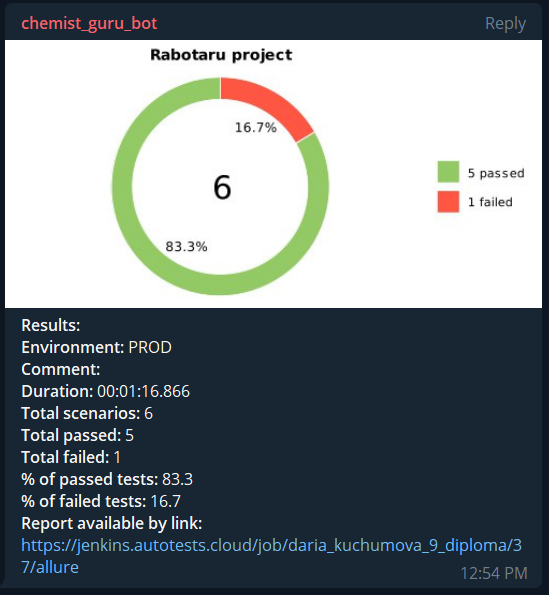 chemist_guru_bot Reply
Rabotaru project
16.7%
6
83.3%
5 passed
1 failed
Results:
Environment: PROD
Comment:
Duration: 00:01:16.866
Total scenarios: 6
Total passed: 5
Total failed: 1
% of passed tests: 83.3
% of failed tests: 16.7
Report available by link:
https://jenkins.autotests.cloud/job/daria_kuchumova_9_diploma/3
7/allure
12:54 PM